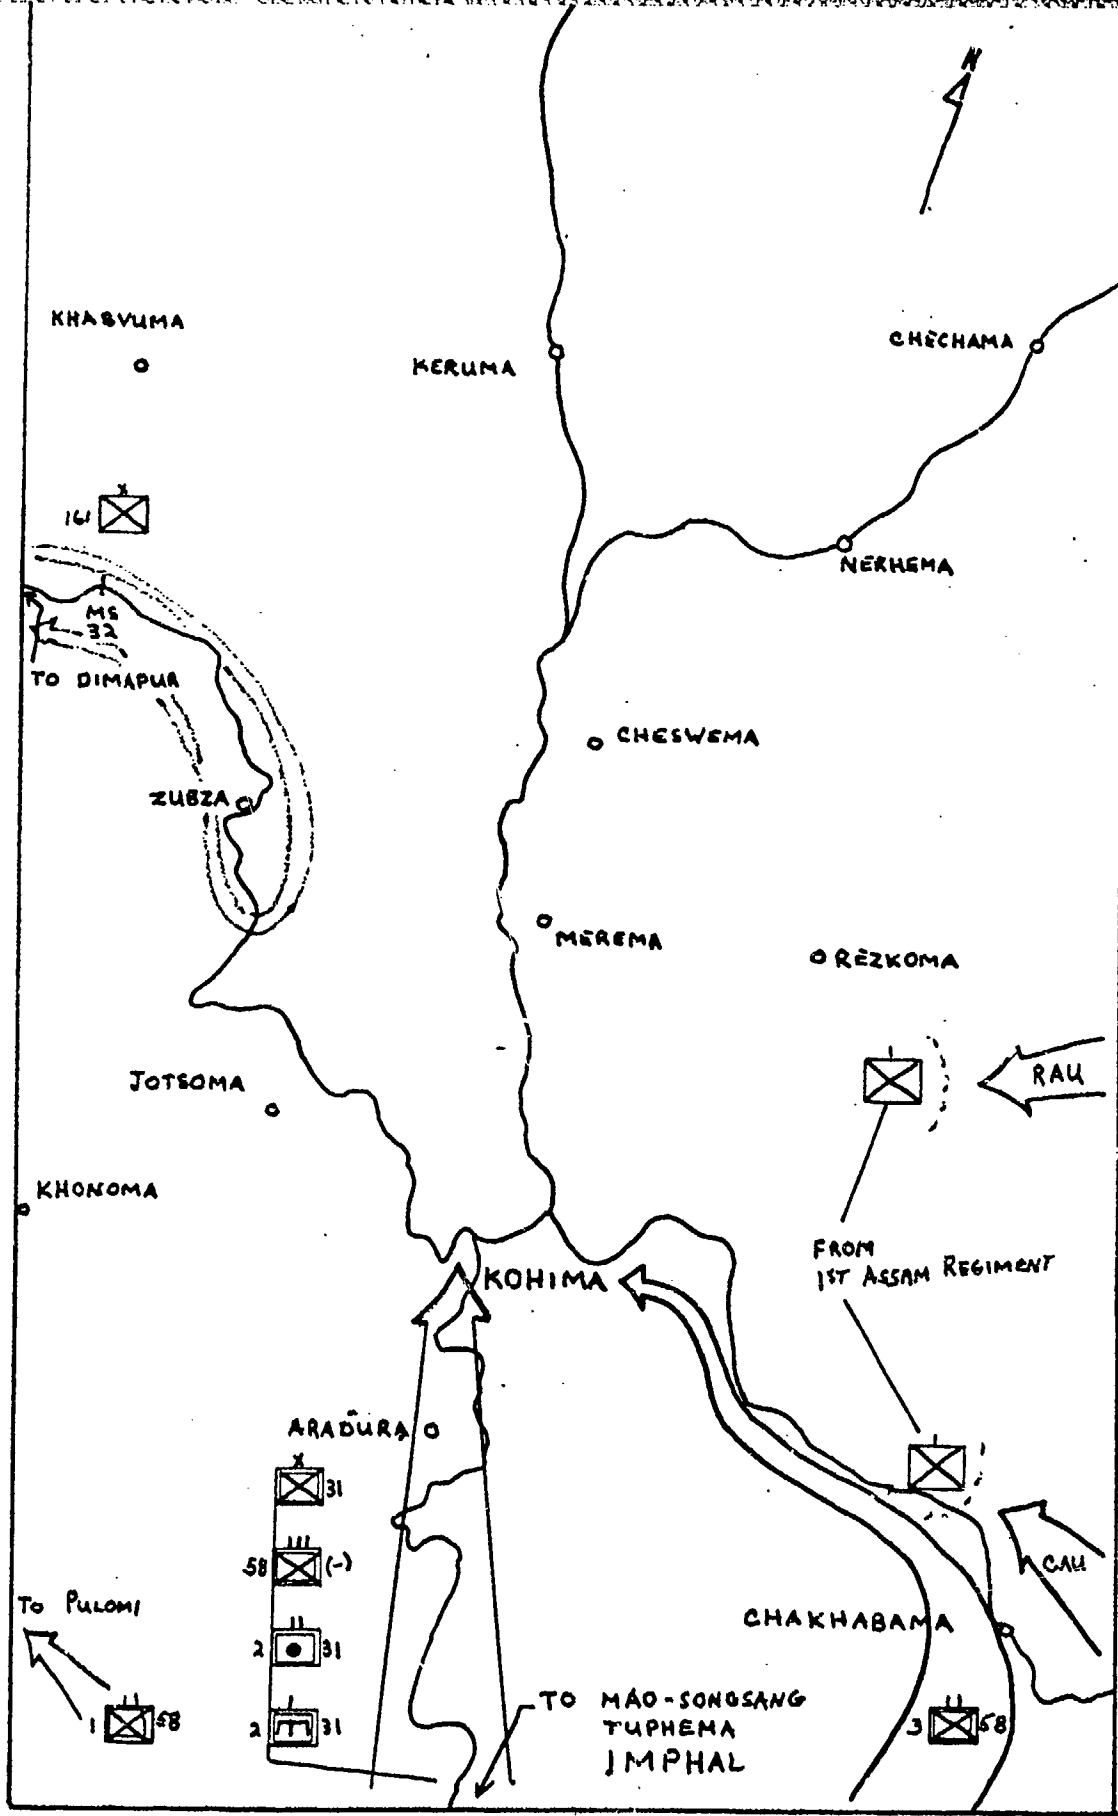 N
KHABVUMA
KERUMA
CHECHAMA
X
161
NERHEMA
MS
32
TO DIMAPUR
CHESWEMA
ZUBZA
MEREMA
REZKOMA
RAU
JOTSOMA
KHONOMA
FROM
1ST ASSAM REGIMENT
KOHIMA
ARADURA
X
31
58 (-)
2 31
2 31
CAU
CHAKHABAMA
TO PULOMI
1 58
TO MAO-SONGSANG
TUPHEMA
IMPHAL
3 58